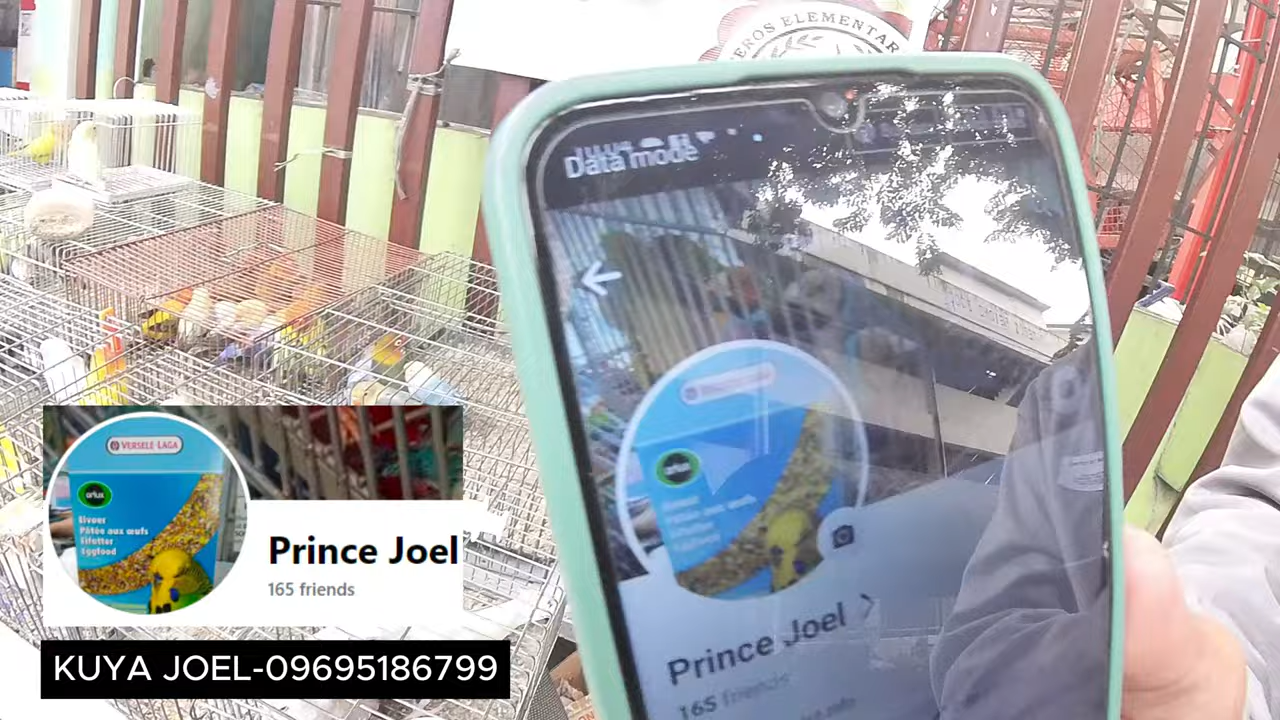 EROS ELEMENTAR
Data mode
Prince Joel
165 friends
VERSELE-LAGA
orlux
Eivoer
Pâtée aux œufs
Eifutter
Eggfood
Prince Joel
165 friends
KUYA JOEL-09695186799